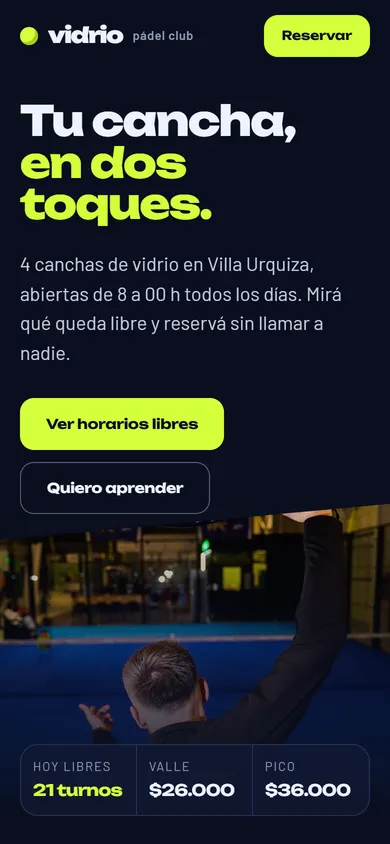 vidrio pádel club
Reservar
Tu cancha,
en dos
toques.
4 canchas de vidrio en Villa Urquiza,
abiertas de 8 a 00 h todos los días. Mirá
qué queda libre y reservá sin llamar a
nadie.
Ver horarios libres
Quiero aprender
HOY LIBRES
21 turnos
VALLE
$26.000
PICO
$36.000